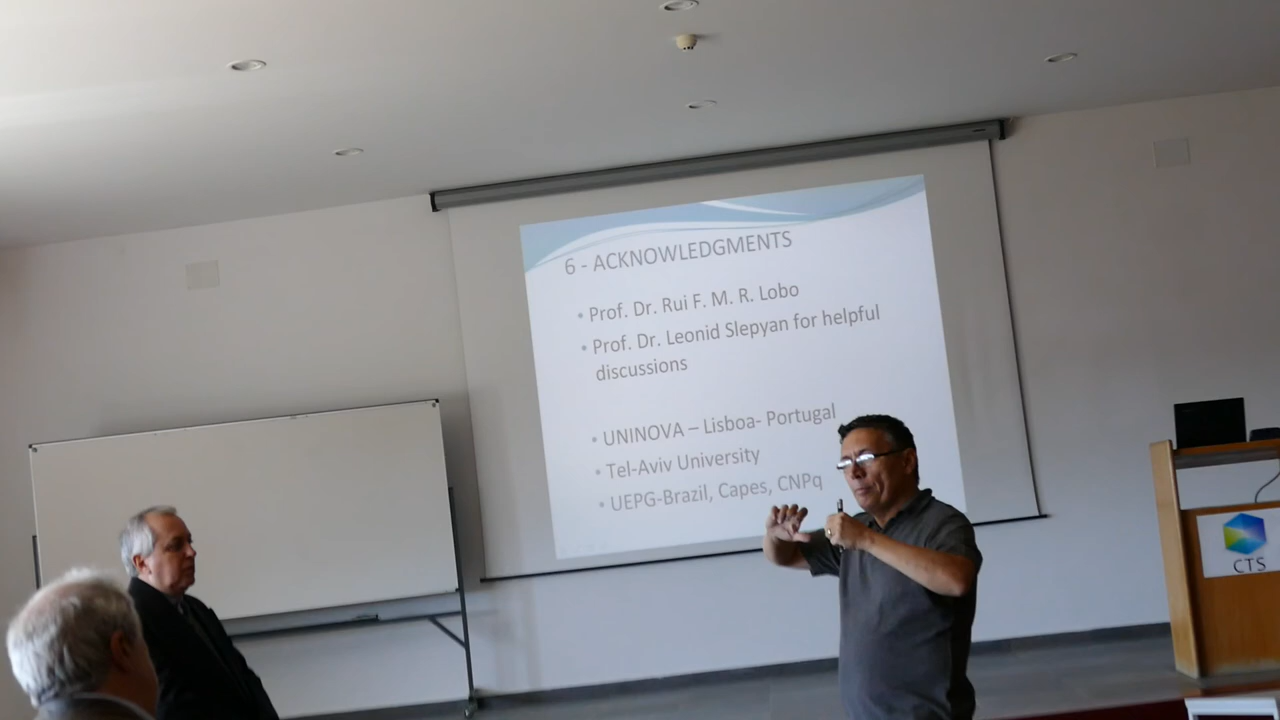 6 - ACKNOWLEDGMENTS
• Prof. Dr. Rui F. M. R. Lobo
• Prof. Dr. Leonid Slepyan for helpful
discussions
• UNINOVA – Lisboa- Portugal
• Tel-Aviv University
• UEPG-Brazil, Capes, CNPq
CTS